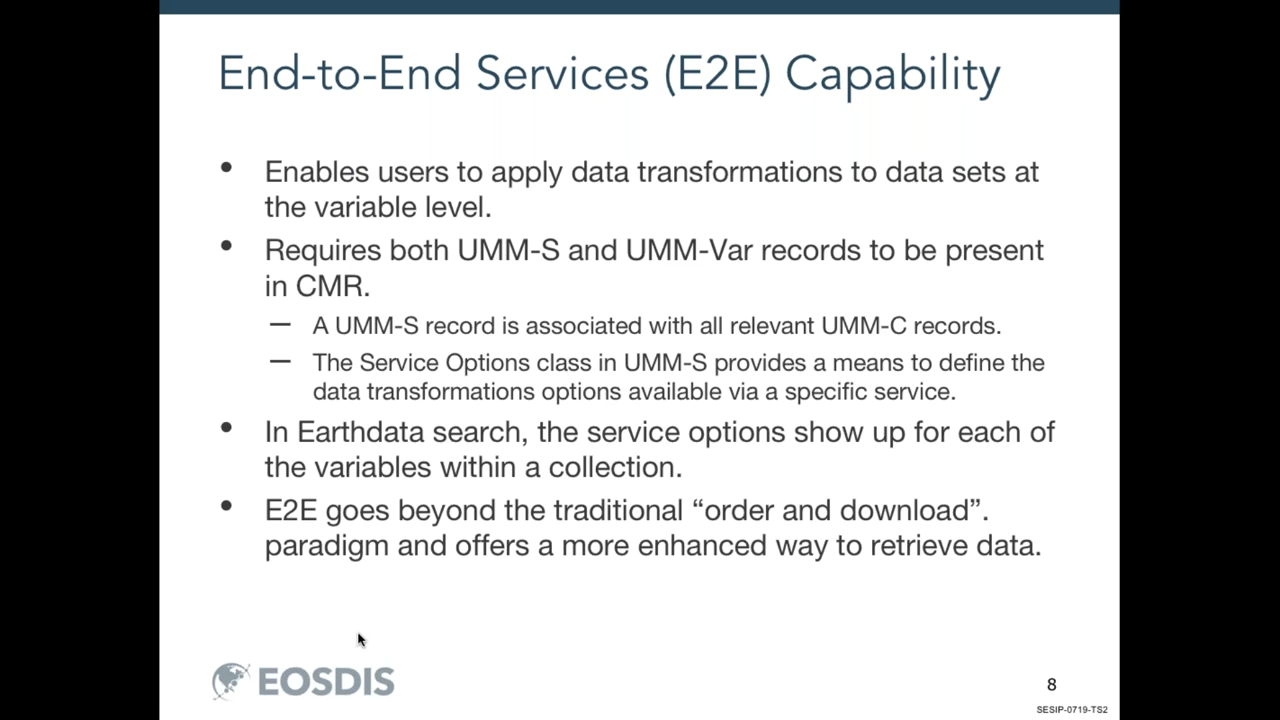 End-to-End Services (E2E) Capability
• Enables users to apply data transformations to data sets at
the variable level.
• Requires both UMM-S and UMM-Var records to be present
in CMR.
— A UMM-S record is associated with all relevant UMM-C records.
— The Service Options class in UMM-S provides a means to define the
data transformations options available via a specific service.
• In Earthdata search, the service options show up for each of
the variables within a collection.
• E2E goes beyond the traditional “order and download”.
paradigm and offers a more enhanced way to retrieve data.
EOSDIS
8
SESIP-0719-TS2